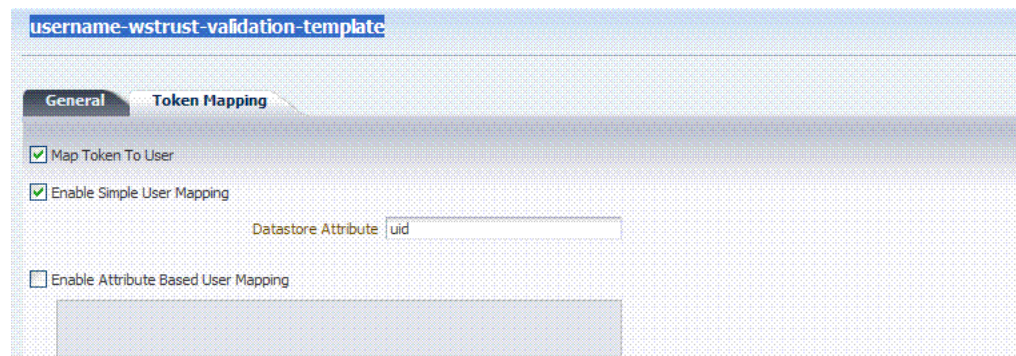 username-wstrust-validation-template
General Token Mapping
Map Token To User
Enable Simple User Mapping
Datastore Attribute uid
Enable Attribute Based User Mapping